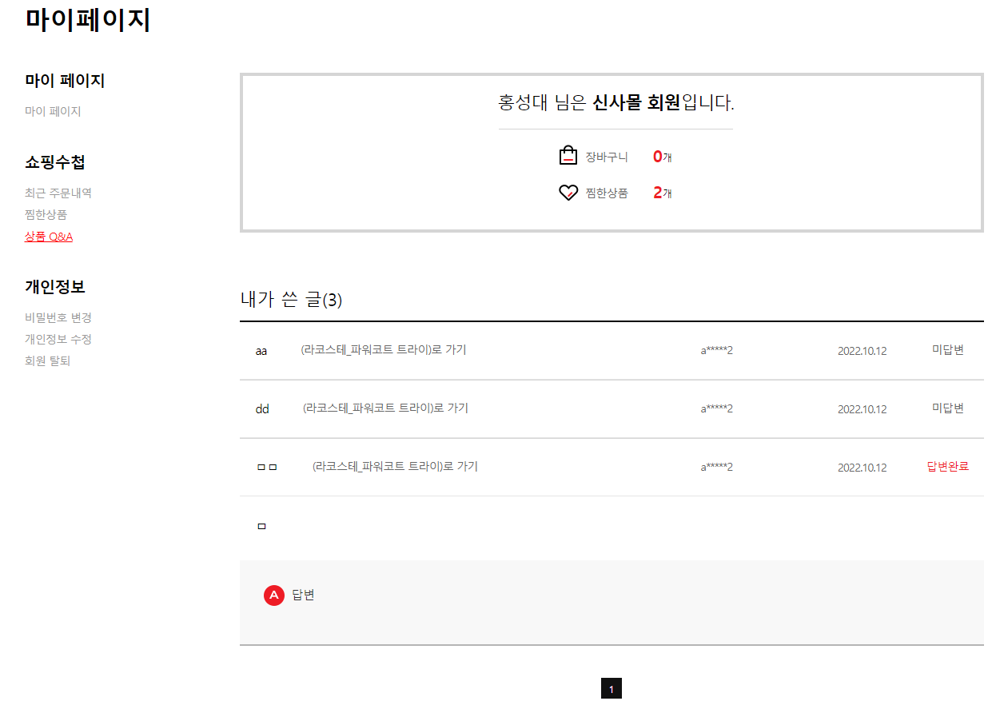 마이페이지
마이 페이지
마이 페이지
쇼핑수첩
최근 주문내역
찜한상품
상품 Q&A
개인정보
비밀번호 변경
개인정보 수정
회원 탈퇴
홍성대 님은 신사몰 회원입니다.
장바구니 0개
찜한상품 2개
내가 쓴 글(3)
aa (라코스테_파워코트 트라이)로 가기 a*****2 2022.10.12 미답변
dd (라코스테_파워코트 트라이)로 가기 a*****2 2022.10.12 미답변
ㅁㅁ (라코스테_파워코트 트라이)로 가기 a*****2 2022.10.12 답변완료
ㅁ
A 답변
1